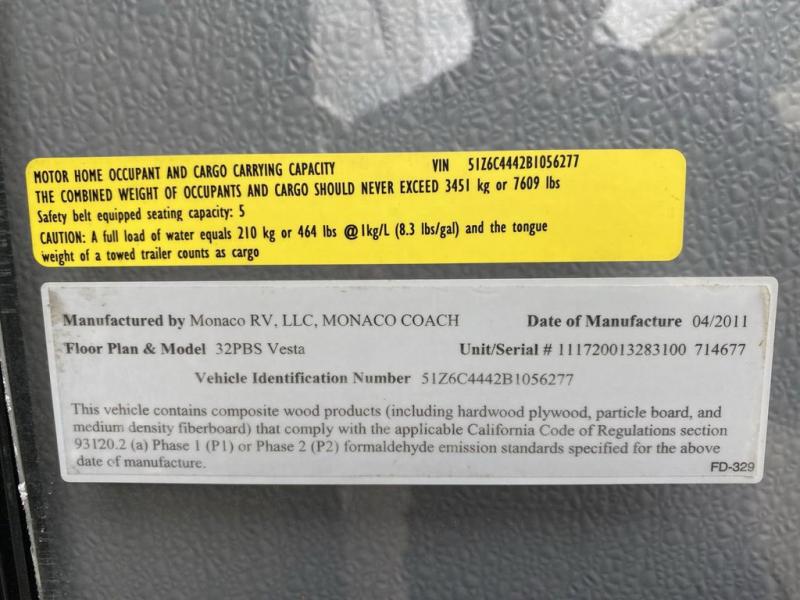 MOTOR HOME OCCUPANT AND CARGO CARRYING CAPACITY VIN 51Z6C4442B1056277
THE COMBINED WEIGHT OF OCCUPANTS AND CARGO SHOULD NEVER EXCEED 3451 kg or 7609 lbs
Safety belt equipped seating capacity: 5
CAUTION: A full load of water equals 210 kg or 464 lbs @1kg/L (8.3 lbs/gal) and the tongue
weight of a towed trailer counts as cargo
Manufactured by Monaco RV, LLC, MONACO COACH Date of Manufacture 04/2011
Floor Plan & Model 32PBS Vesta Unit/Serial # 111720013283100 714677
Vehicle Identification Number 51Z6C4442B1056277
This vehicle contains composite wood products (including hardwood plywood, particle board, and
medium density fiberboard) that comply with the applicable California Code of Regulations section
93120.2 (a) Phase 1 (P1) or Phase 2 (P2) formaldehyde emission standards specified for the above
date of manufacture.
FD-329